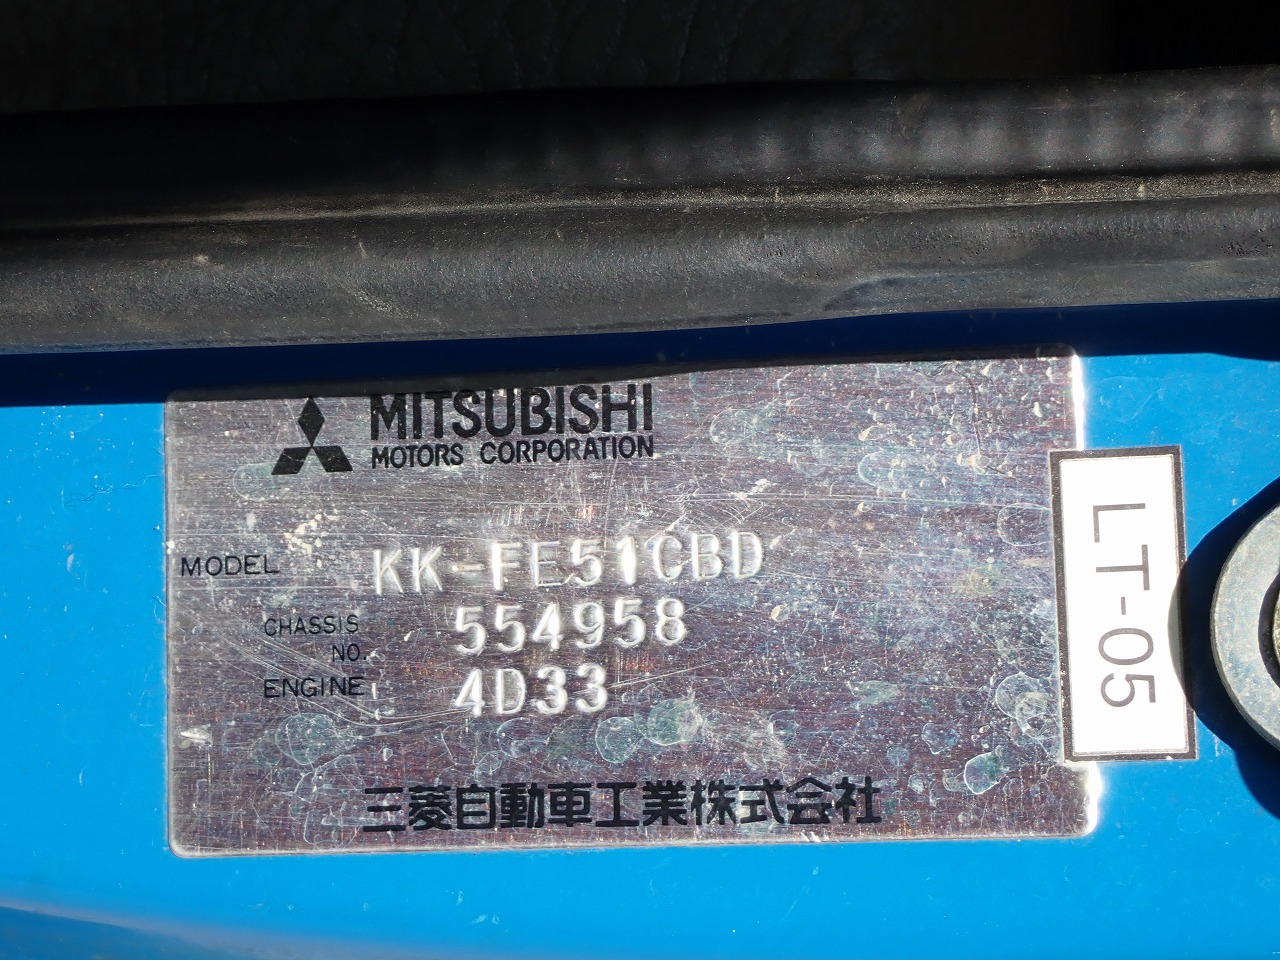 MITSUBISHI
MOTORS CORPORATION
MODEL KK-FE51CBD
CHASSIS NO. 554958
ENGINE 4D33
三菱自動車工業株式会社
LT-05